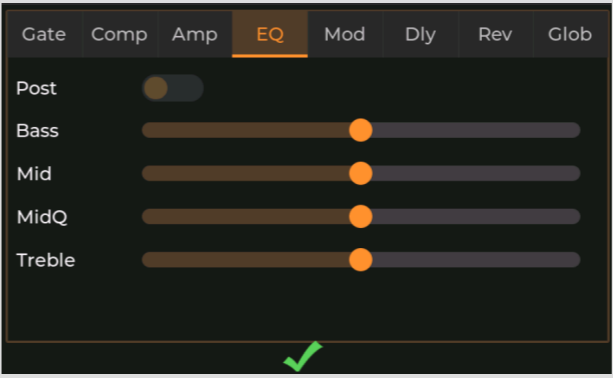 Gate Comp Amp EQ Mod Dly Rev Glob
Post
Bass
Mid
MidQ
Treble